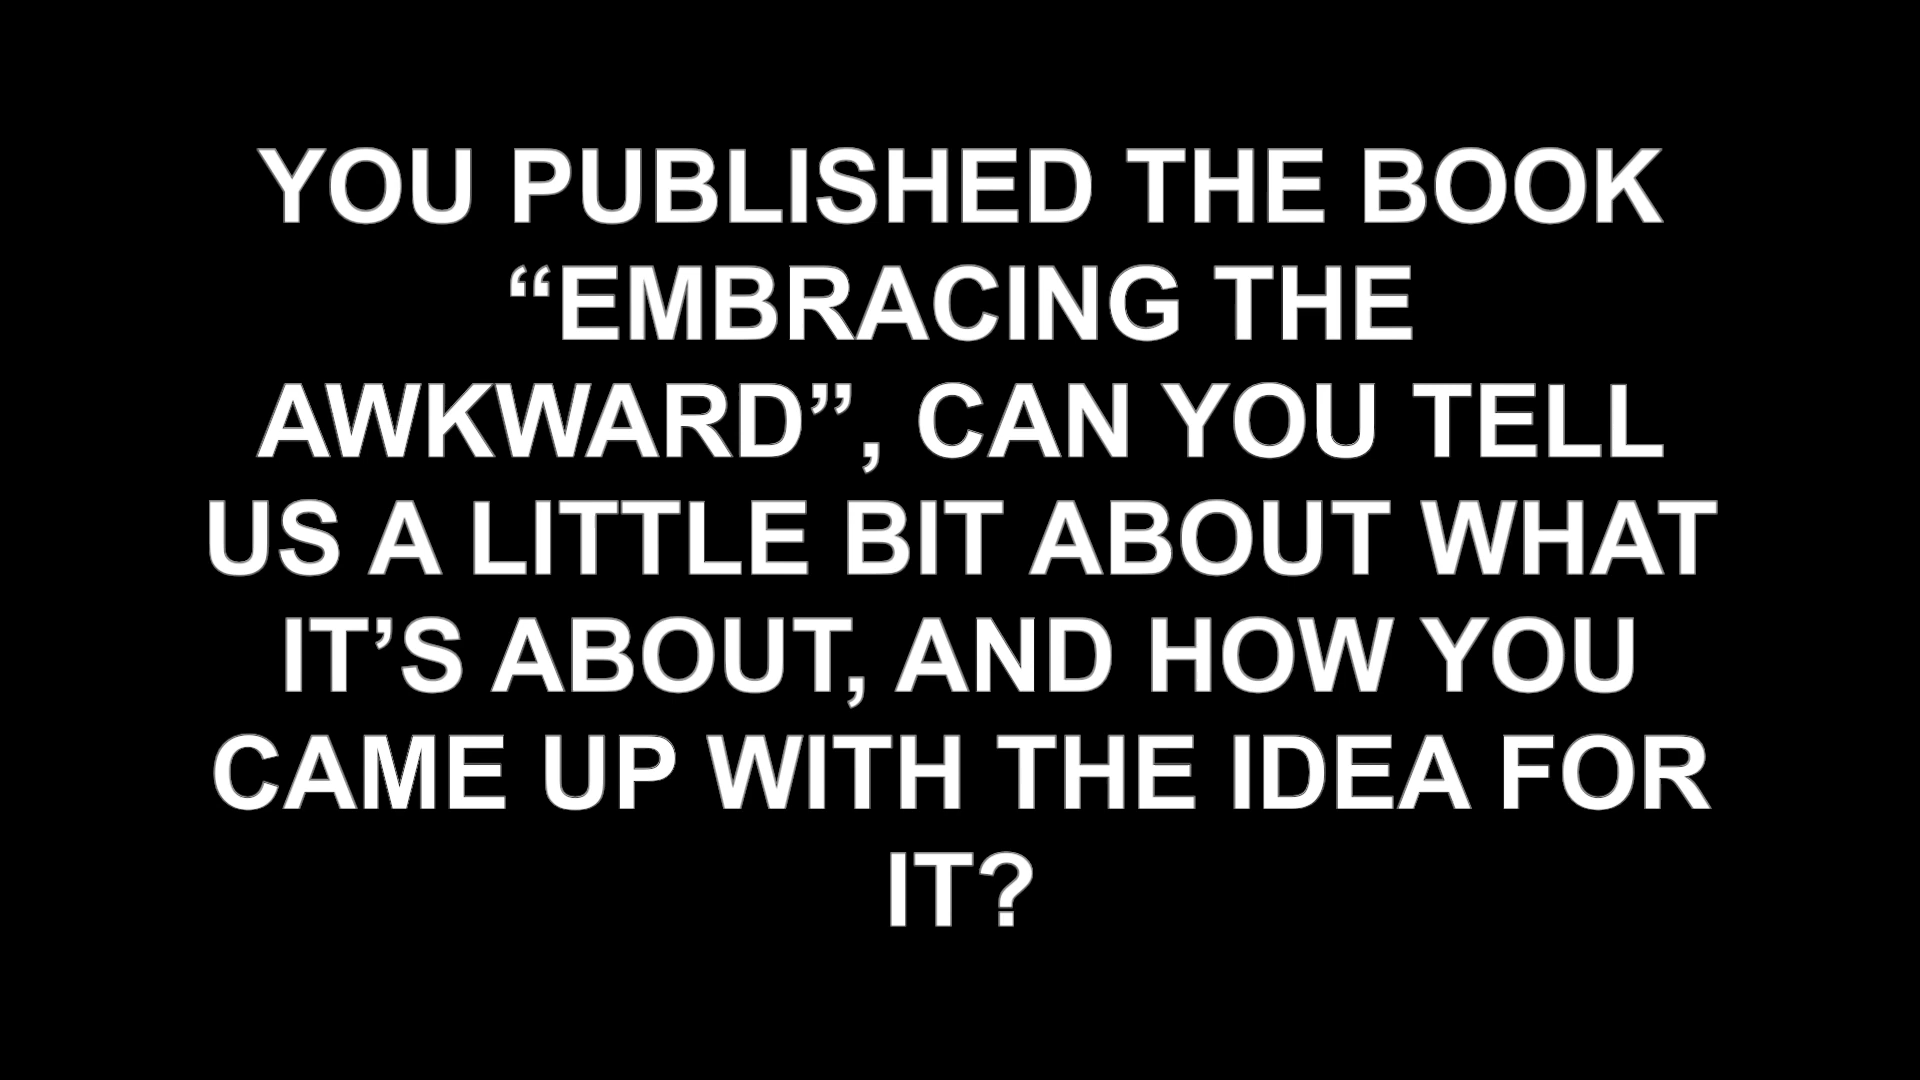 YOU PUBLISHED THE BOOK
“EMBRACING THE
AWKWARD”, CAN YOU TELL
US A LITTLE BIT ABOUT WHAT
IT’S ABOUT, AND HOW YOU
CAME UP WITH THE IDEA FOR
IT?